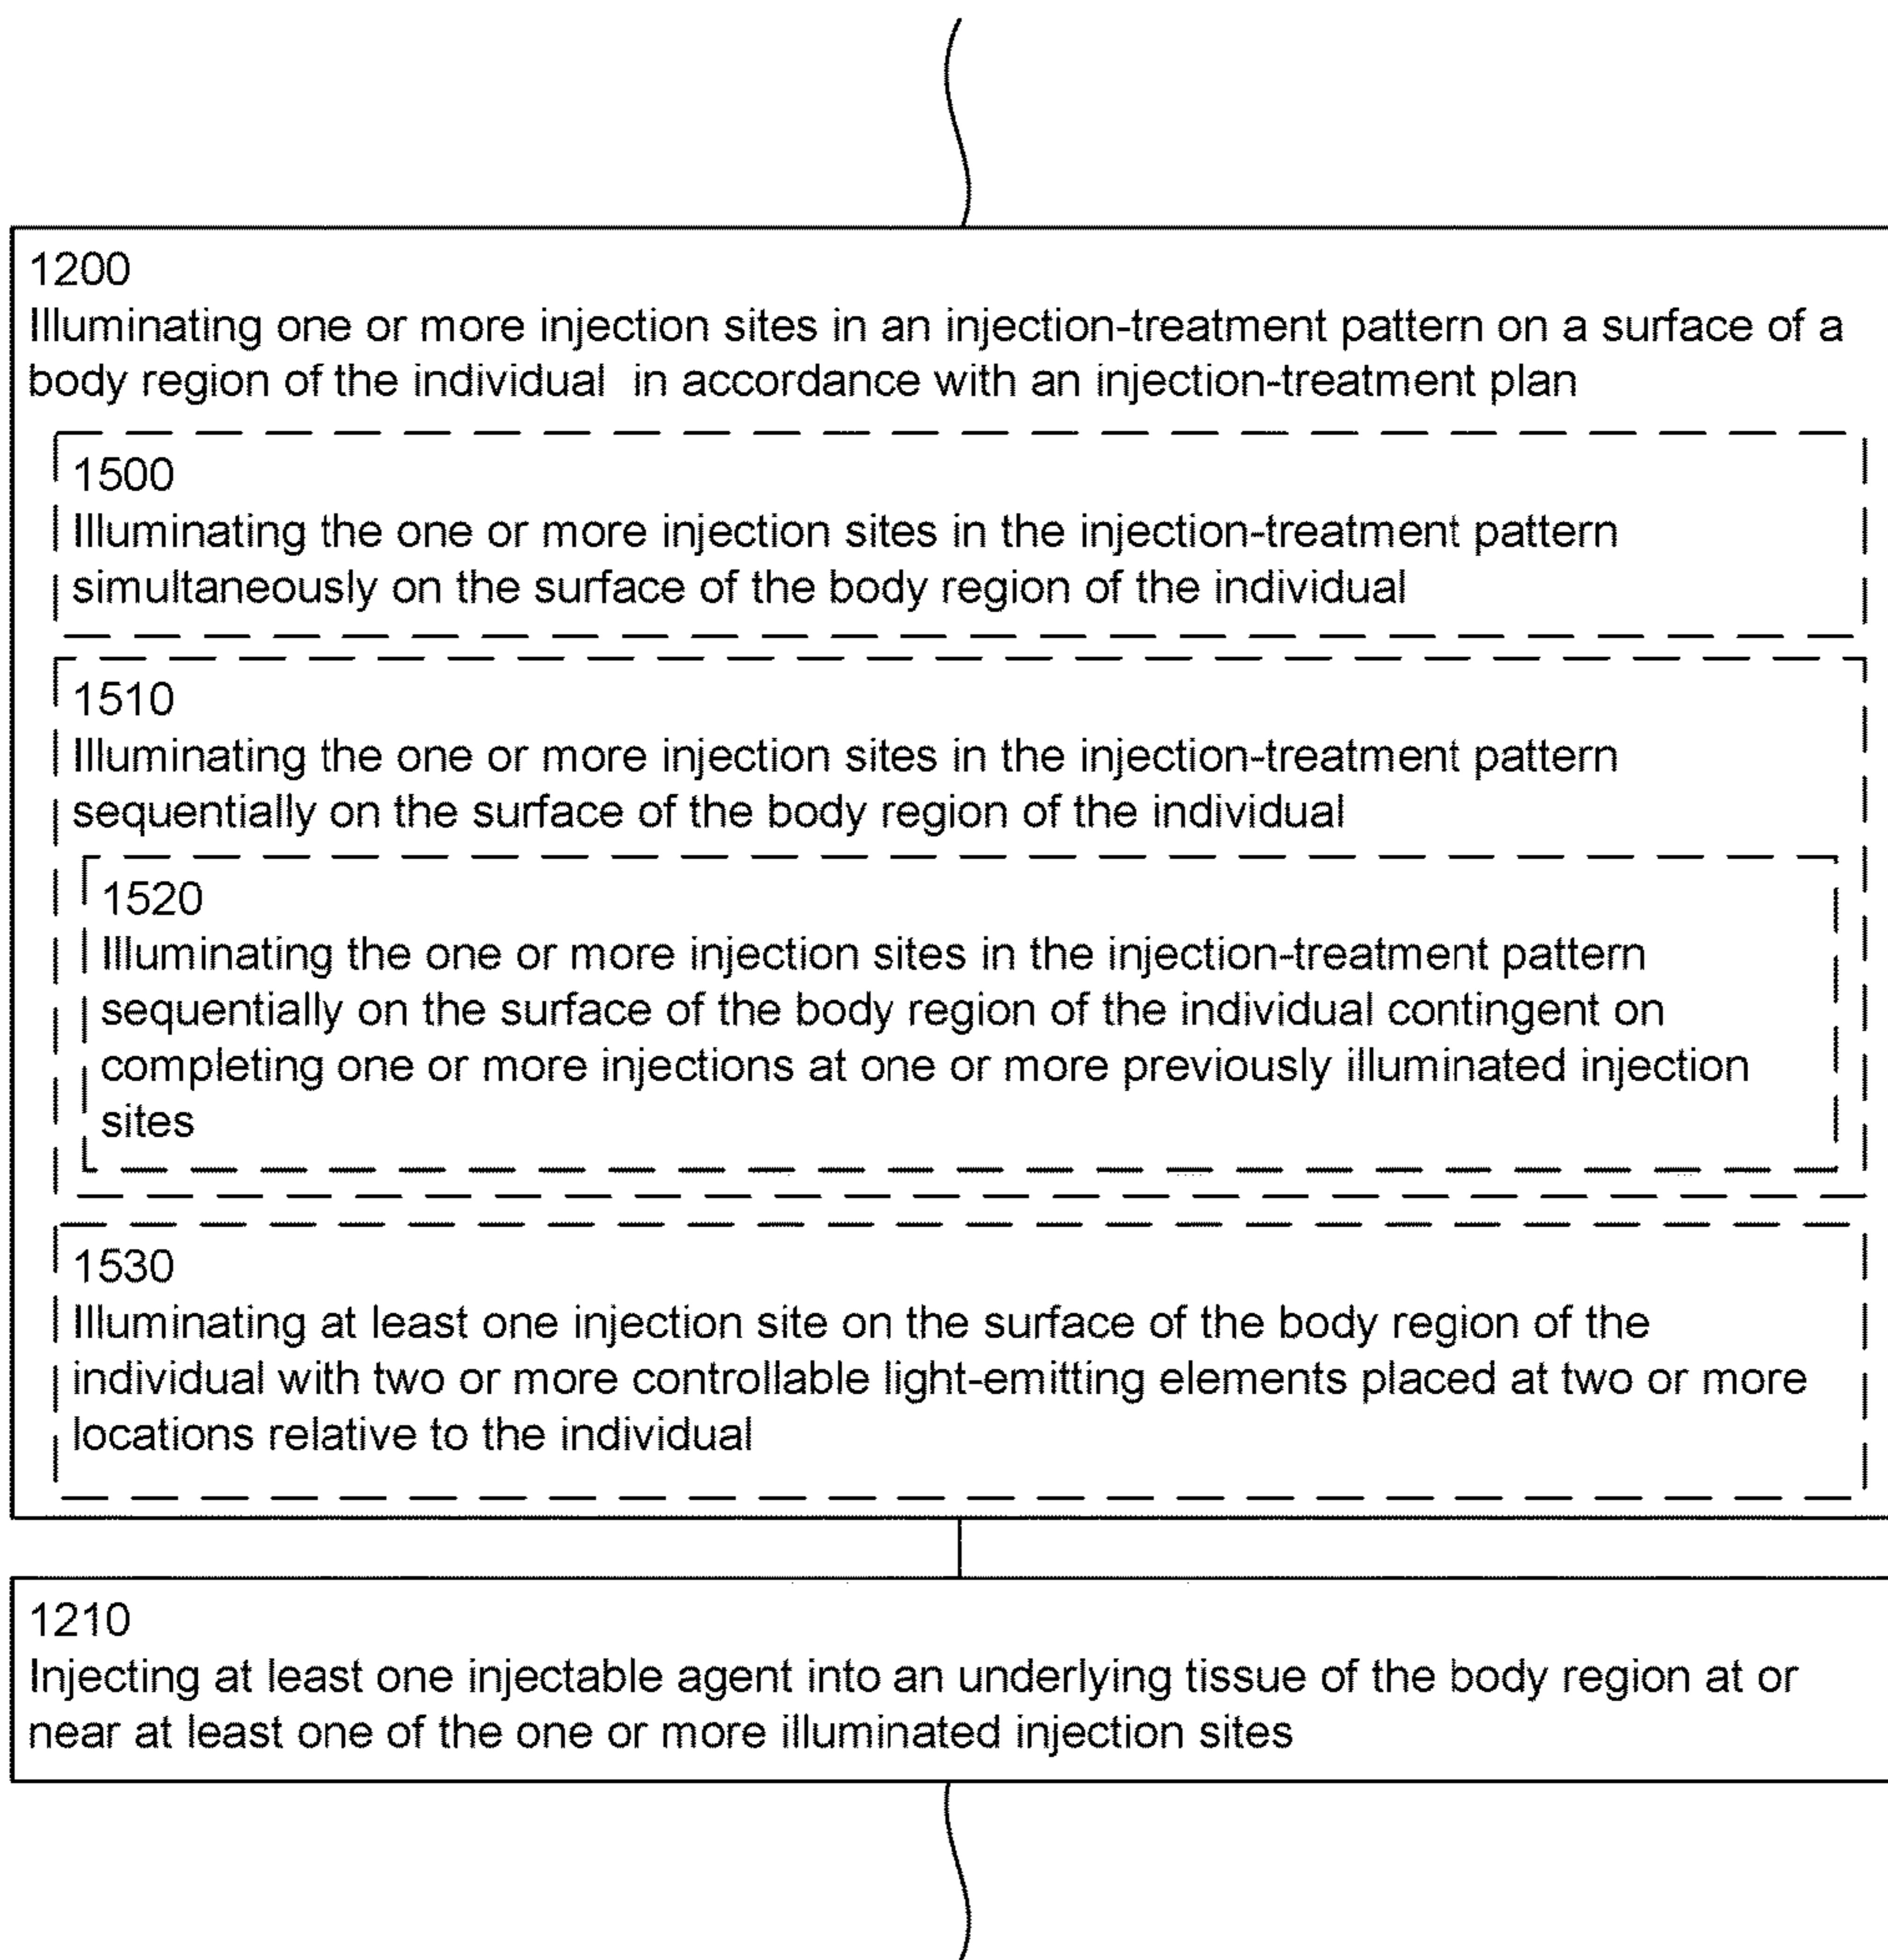 1200
Illuminating one or more injection sites in an injection-treatment pattern on a surface of a
body region of the individual in accordance with an injection-treatment plan
1500
Illuminating the one or more injection sites in the injection-treatment pattern
simultaneously on the surface of the body region of the individual
1510
Illuminating the one or more injection sites in the injection-treatment pattern
sequentially on the surface of the body region of the individual
1520
Illuminating the one or more injection sites in the injection-treatment pattern
sequentially on the surface of the body region of the individual contingent on
completing one or more injections at one or more previously illuminated injection
sites
1530
Illuminating at least one injection site on the surface of the body region of the
individual with two or more controllable light-emitting elements placed at two or more
locations relative to the individual
1210
Injecting at least one injectable agent into an underlying tissue of the body region at or
near at least one of the one or more illuminated injection sites